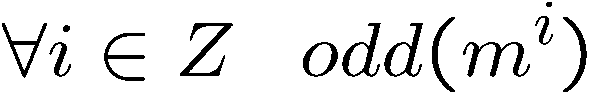 ∀i ∈ Z odd(m^i)